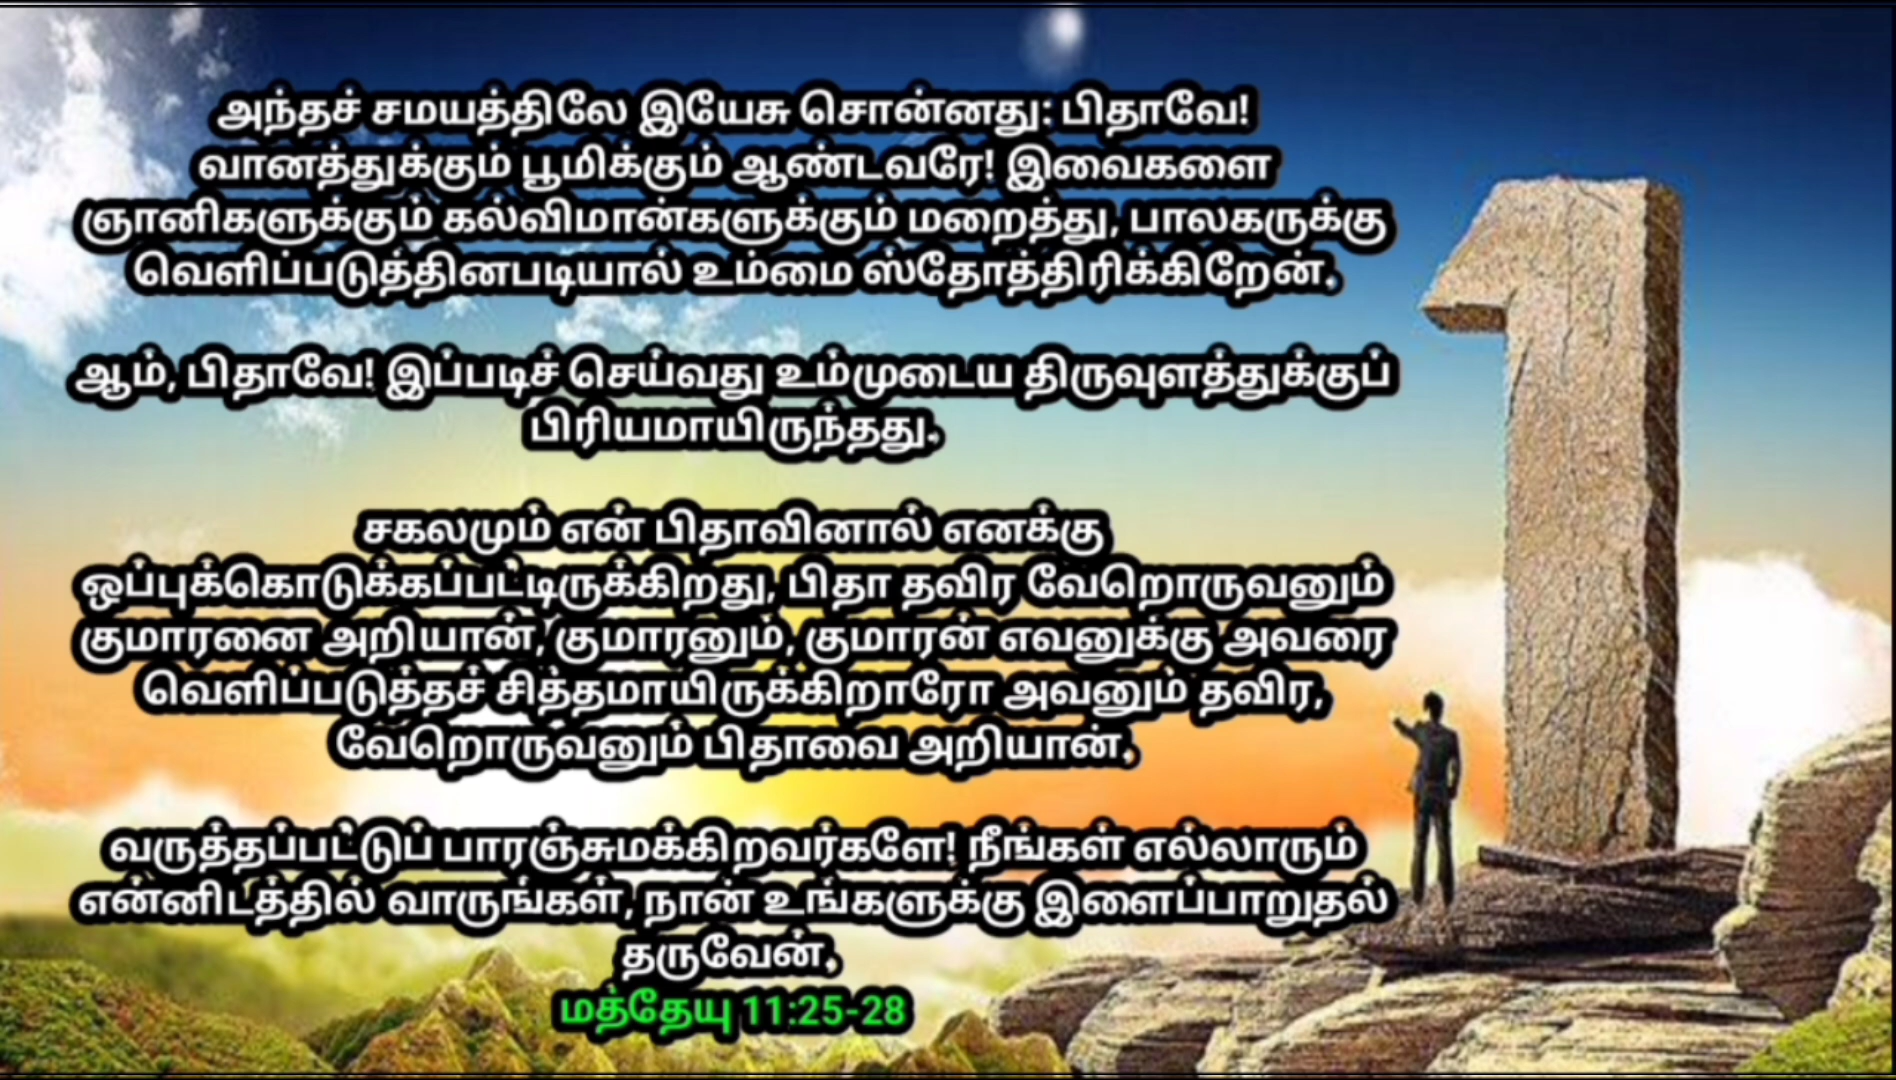 அந்தச் சமயத்திலே இயேசு சொன்னது: பிதாவே!
வானத்துக்கும் பூமிக்கும் ஆண்டவரே! இவைகளை
ஞானிகளுக்கும் கல்விமான்களுக்கும் மறைத்து, பாலகருக்கு
வெளிப்படுத்தினபடியால் உம்மை ஸ்தோத்திரிக்கிறேன்.
ஆம், பிதாவே! இப்படிச் செய்வது உம்முடைய திருவுளத்துக்குப்
பிரியமாயிருந்தது.
சகலமும் என் பிதாவினால் எனக்கு
ஒப்புக்கொடுக்கப்பட்டிருக்கிறது, பிதா தவிர வேறொருவனும்
குமாரனை அறியான், குமாரனும், குமாரன் எவனுக்கு அவரை
வெளிப்படுத்தச் சித்தமாயிருக்கிறாரோ அவனும் தவிர,
வேறொருவனும் பிதாவை அறியான்.
வருத்தப்பட்டுப் பாரஞ்சுமக்கிறவர்களே! நீங்கள் எல்லாரும்
என்னிடத்தில் வாருங்கள், நான் உங்களுக்கு இளைப்பாறுதல்
தருவேன்.
மத்தேயு 11:25-28
1